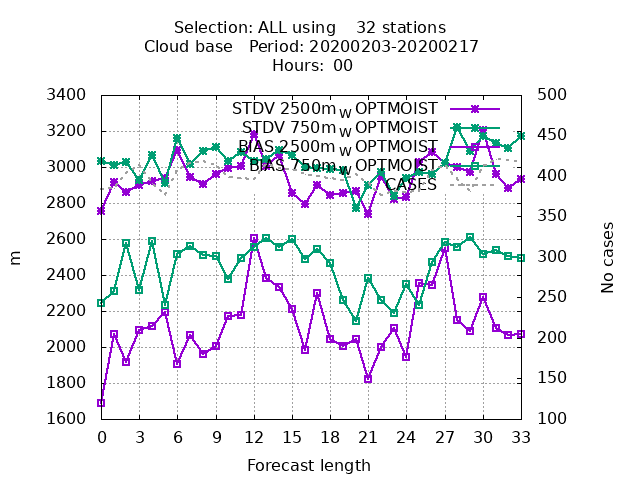 Selection: ALL using 32 stations
Cloud base Period: 20200203-20200217
Hours: 00
3400
3200
3000
2800
2600
2400
2200
2000
1800
1600
m
STDV 2500m_W OPTMOIST
STDV 750m_W OPTMOIST
BIAS 2500m_W OPTMOIST
BIAS 750m_W OPTMOIST
CASES
500
450
400
350
300
250
200
150
100
No cases
0 3 6 9 12 15 18 21 24 27 30 33
Forecast length